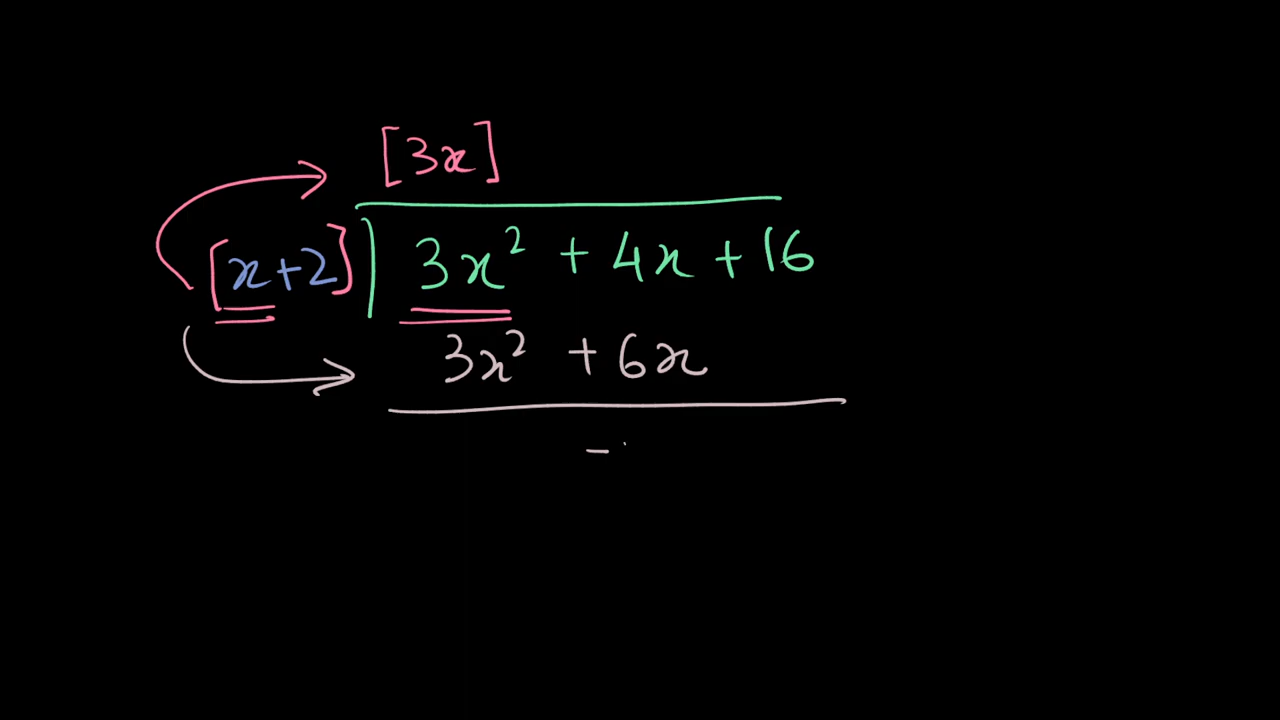 [3x]
[x+2] 3x² + 4x + 16
3x² + 6x
-